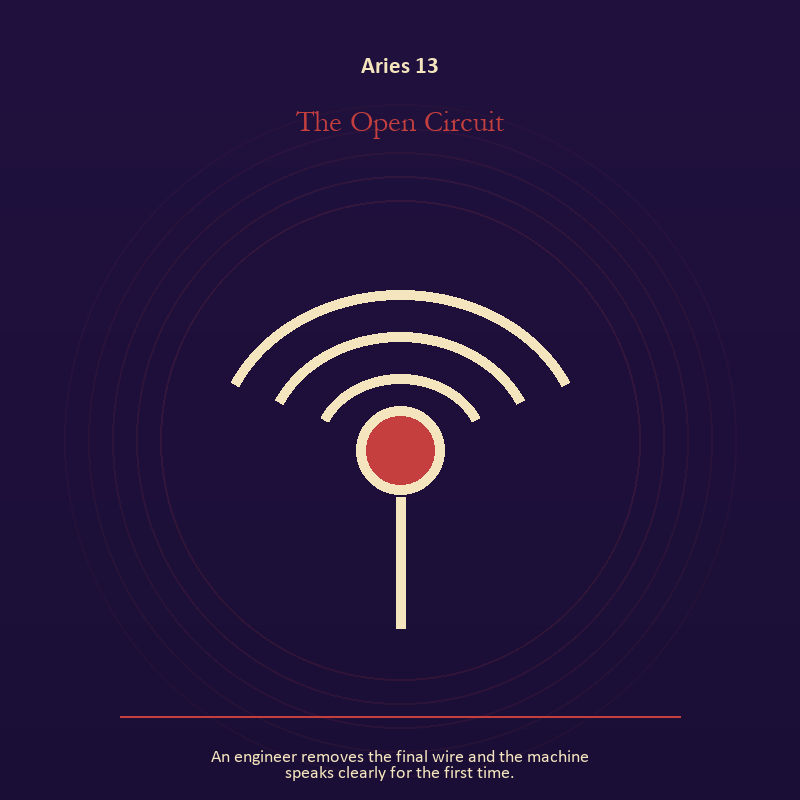 Aries 13
The Open Circuit
An engineer removes the final wire and the machine
speaks clearly for the first time.